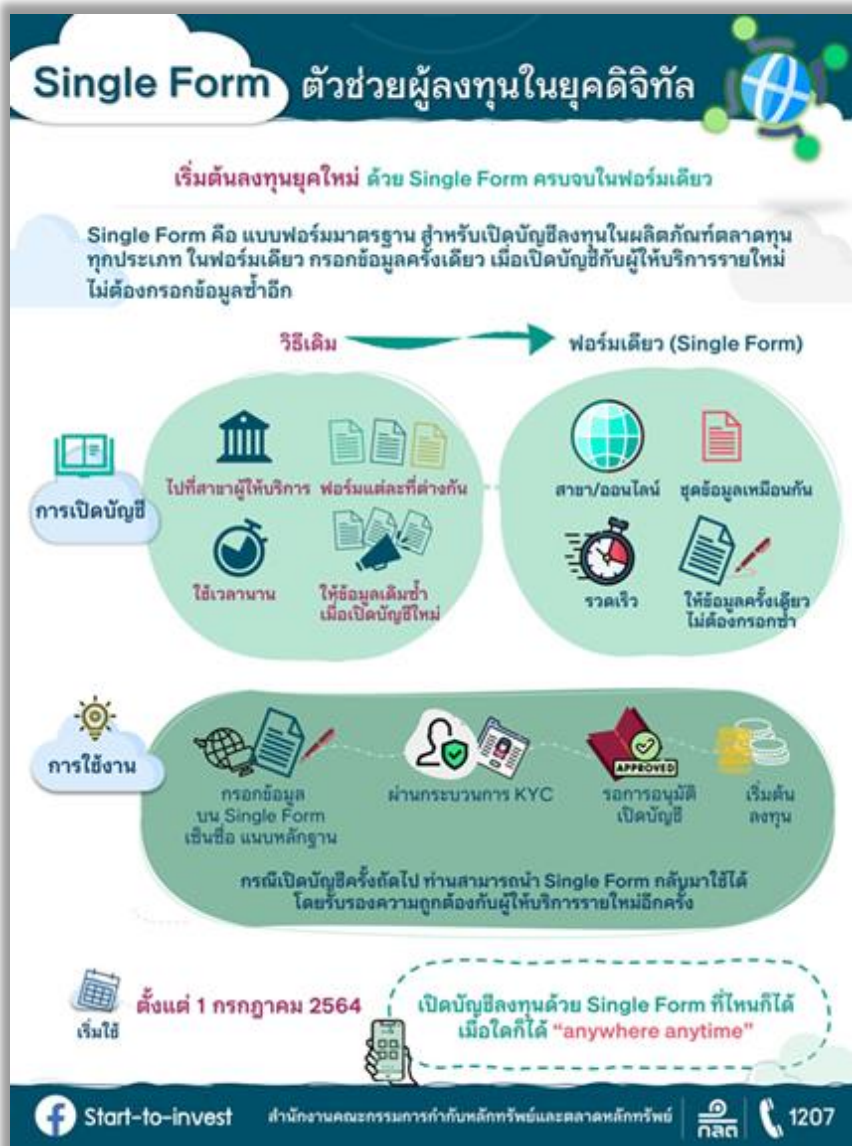 Single Form ตัวช่วยผู้ลงทุนในยุคดิจิทัล
เริ่มต้นลงทุนยุคใหม่ ด้วย Single Form ครบจบในฟอร์มเดียว
Single Form คือ แบบฟอร์มมาตรฐาน สำหรับเปิดบัญชีลงทุนในผลิตภัณฑ์ตลาดทุน
ทุกประเภท ในฟอร์มเดียว กรอกข้อมูลครั้งเดียว เมื่อเปิดบัญชีกับผู้ให้บริการรายใหม่
ไม่ต้องกรอกข้อมูลซ้ำอีก
วิธีเดิม
ฟอร์มเดียว (Single Form)
การเปิดบัญชี
ไปที่สาขาผู้ให้บริการ
ฟอร์มแต่ละที่ต่างกัน
ใช้เวลานาน
ให้ข้อมูลเดิมซ้ำ
เมื่อเปิดบัญชีใหม่
สาขา/ออนไลน์
ชุดข้อมูลเหมือนกัน
รวดเร็ว
ให้ข้อมูลครั้งเดียว
ไม่ต้องกรอกซ้ำ
การใช้งาน
กรอกข้อมูล
บน Single Form
เซ็นชื่อ แนบหลักฐาน
ผ่านกระบวนการ KYC
APPROVED
รอการอนุมัติ
เปิดบัญชี
เริ่มต้น
ลงทุน
กรณีเปิดบัญชีครั้งถัดไป ท่านสามารถนำ Single Form กลับมาใช้ได้
โดยรับรองความถูกต้องกับผู้ให้บริการรายใหม่อีกครั้ง
เริ่มใช้
ตั้งแต่ 1 กรกฎาคม 2564
เปิดบัญชีลงทุนด้วย Single Form ที่ไหนก็ได้
เมื่อใดก็ได้ “anywhere anytime”
Start-to-invest
สำนักงานคณะกรรมการกำกับหลักทรัพย์และตลาดหลักทรัพย์
กลต
1207